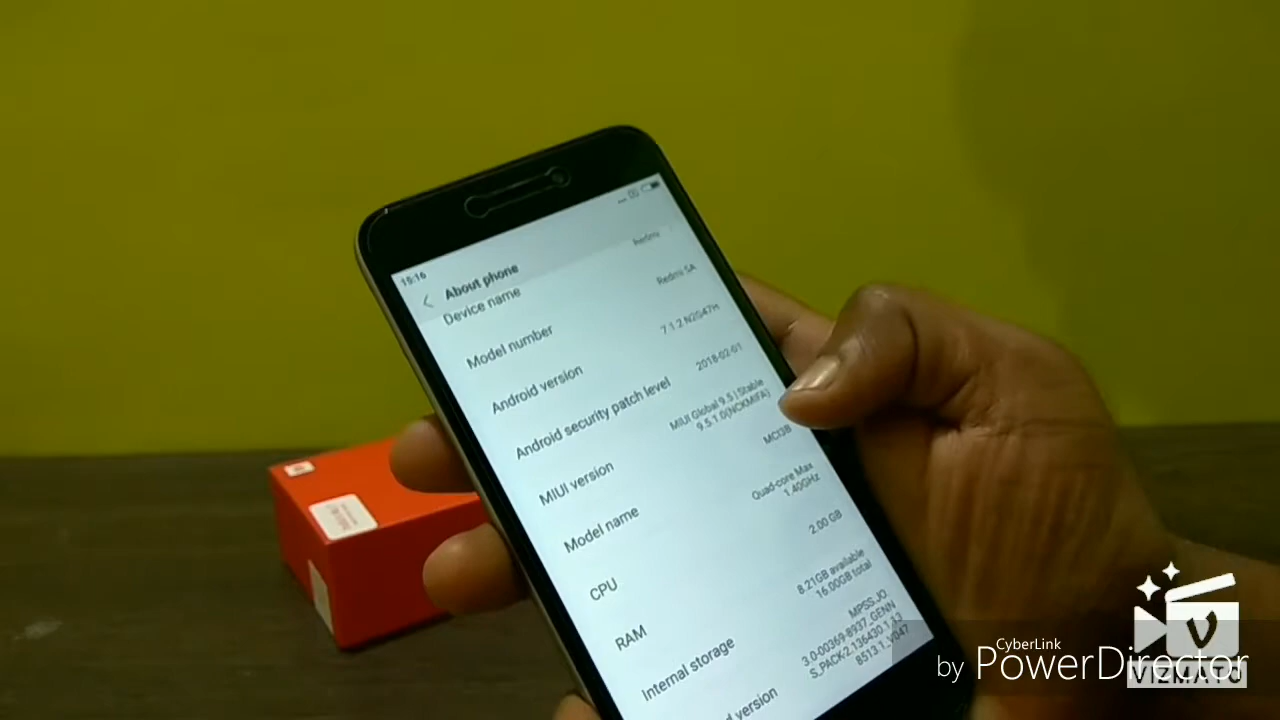 15:16
About phone
Device name
Redmi
Model number
Redmi 5A
Android version
7.1.2 N2G47H
Android security patch level
2018-02-01
MIUI version
MIUI Global 9.5 | Stable
9.5.1.0(NCKMIFA)
Model name
MCI3B
CPU
Quad-core Max
1.40GHz
RAM
2.00 GB
Internal storage
8.21GB available
16.00GB total
d version
MPSS.JO.
3.0-00369-8937_GENN
S_PACK-2.136430.1.13
8513.1_V047
CyberLink
by PowerDirector
V
VIZMATO